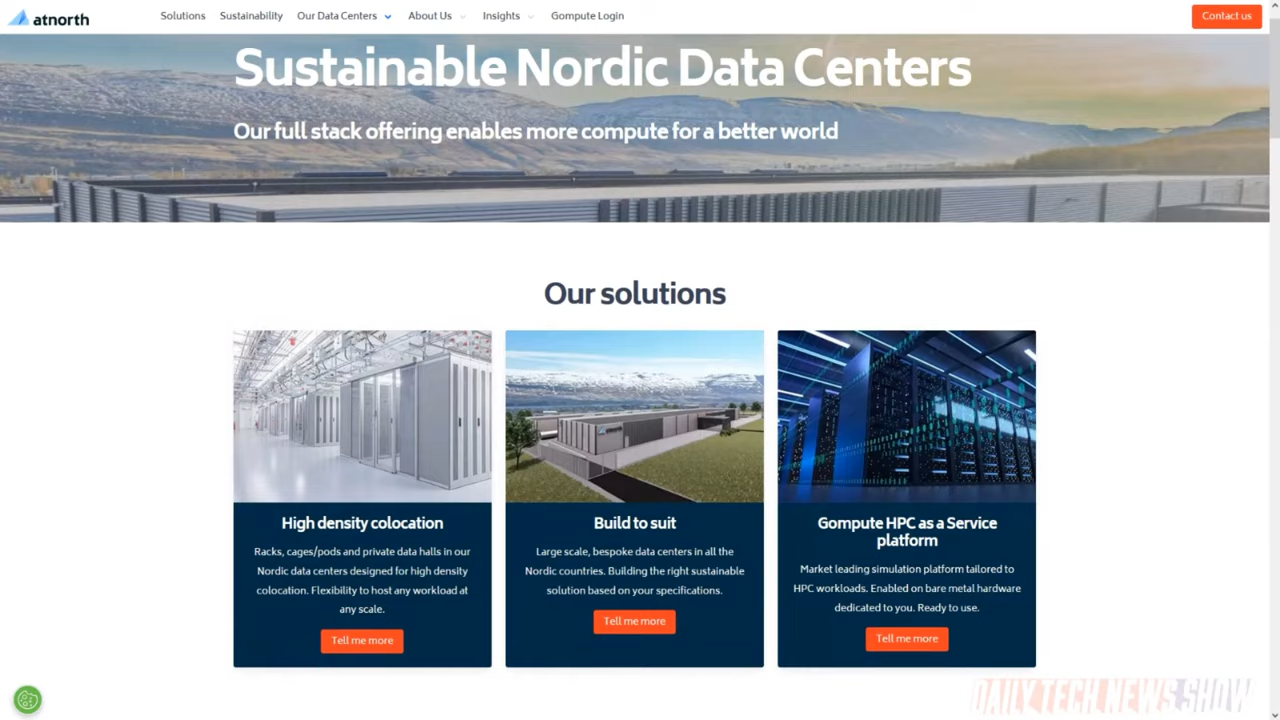 atnorth
Solutions
Sustainability
Our Data Centers
About Us
Insights
Gompute Login
Contact us
Sustainable Nordic Data Centers
Our full stack offering enables more compute for a better world
Our solutions
High density colocation
Racks, cages/pods and private data halls in our
Nordic data centers designed for high density
colocation. Flexibility to host any workload at
any scale.
Tell me more
Build to suit
Large scale, bespoke data centers in all the
Nordic countries. Building the right sustainable
solution based on your specifications.
Tell me more
Gompute HPC as a Service
platform
Market leading simulation platform tailored to
HPC workloads. Enabled on bare metal hardware
dedicated to you. Ready to use.
Tell me more
DAILY TECH NEWS SHOW